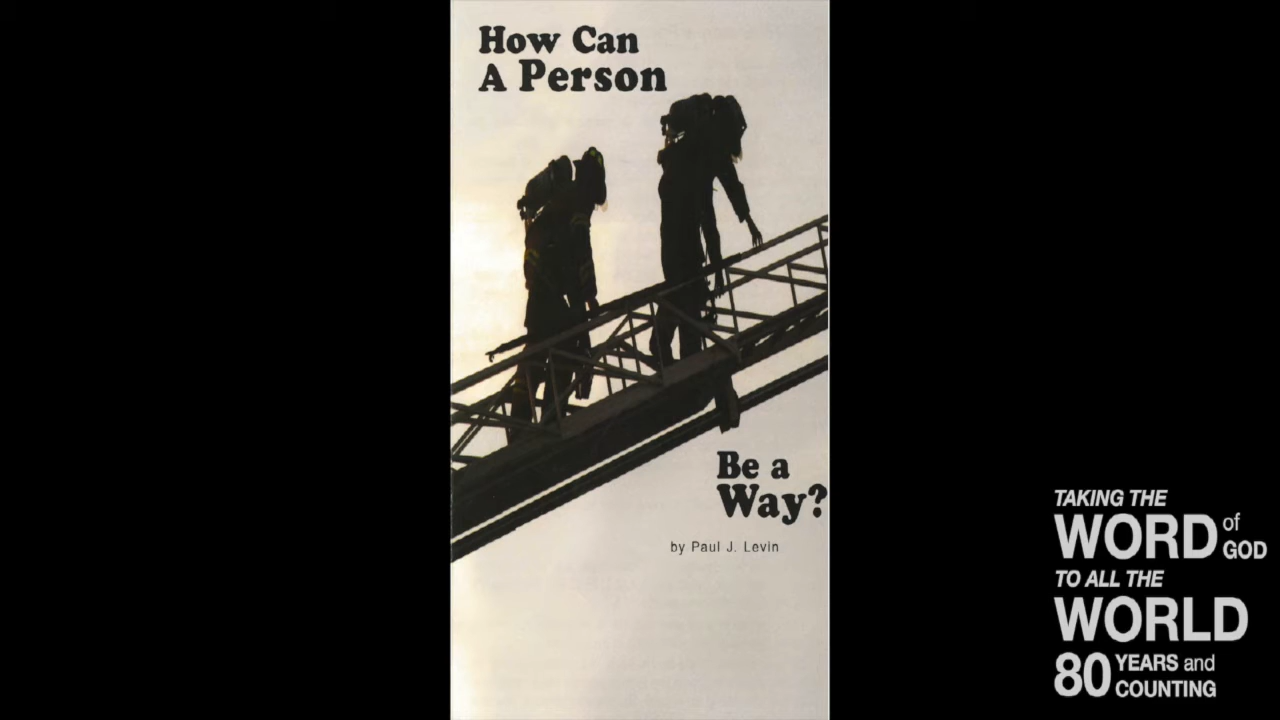 How Can
A Person
Be a
Way?
by Paul J. Levin
TAKING THE
WORD of
GOD
TO ALL THE
WORLD
80 YEARS and
COUNTING